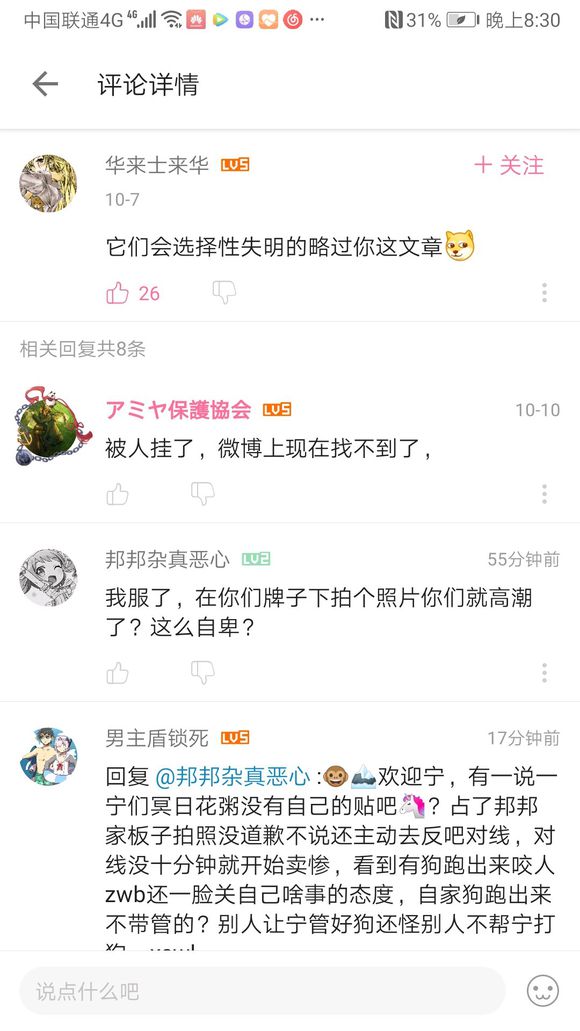 中国联通4G 4G 31% 晚上8:30
评论详情
华来士来华 LV5 + 关注
10-7
它们会选择性失明的略过你这文章
26
相关回复共8条
アミヤ保護協会 LV5 10-10
被人挂了，微博上现在找不到了，
邦邦杂真恶心 LV2 55分钟前
我服了，在你们牌子下拍个照片你们就高潮
了？这么自卑？
男主盾锁死 LV5 17分钟前
回复 @邦邦杂真恶心 :欢迎宁，有一说一
宁们冥日花粥没有自己的贴吧？占了邦邦
家板子拍照没道歉不说还主动去反吧对线，对
线没十分钟就开始卖惨，看到有狗跑出来咬人
zwb还一脸关自己啥事的态度，自家狗跑出来
不带管的？别人让宁管好狗还怪别人不帮宁打
说点什么吧